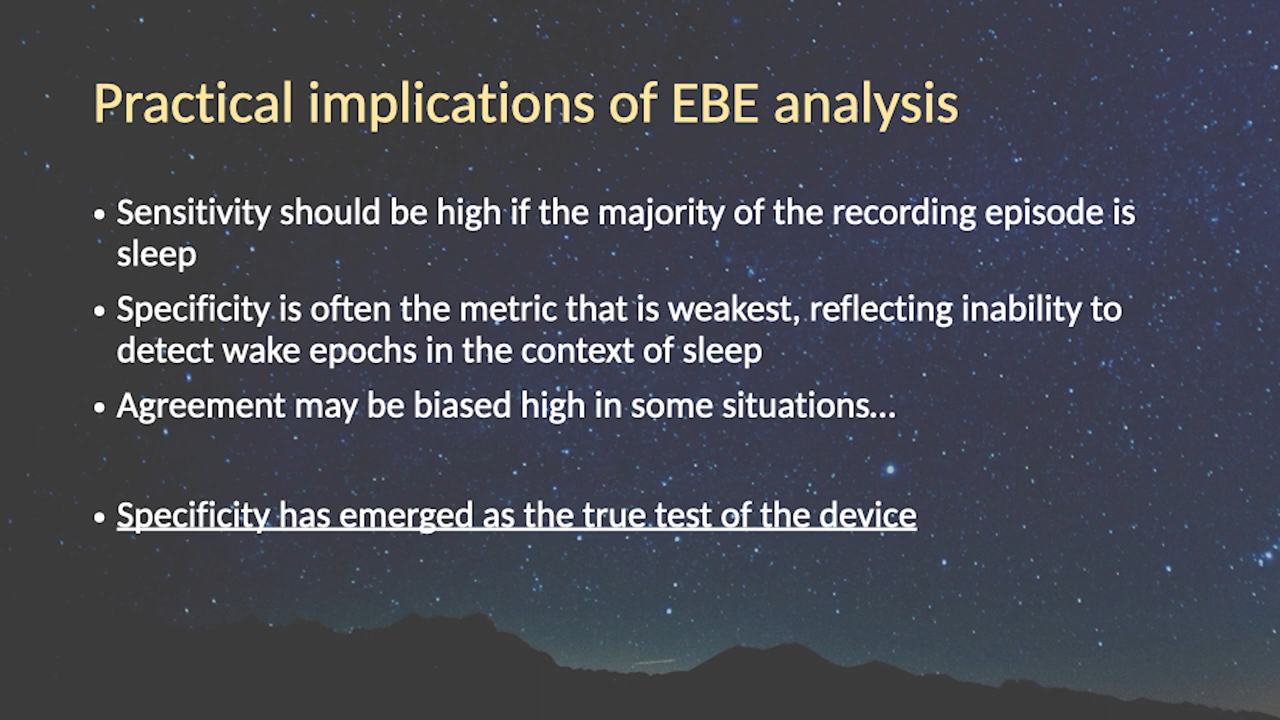 Practical implications of EBE analysis
• Sensitivity should be high if the majority of the recording episode is
sleep
• Specificity is often the metric that is weakest, reflecting inability to
detect wake epochs in the context of sleep
• Agreement may be biased high in some situations...
• Specificity has emerged as the true test of the device